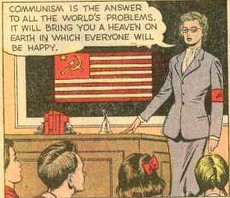 COMMUNISM IS THE ANSWER
TO ALL THE WORLD'S PROBLEMS.
IT WILL BRING YOU A HEAVEN ON
EARTH IN WHICH EVERYONE WILL
BE HAPPY.